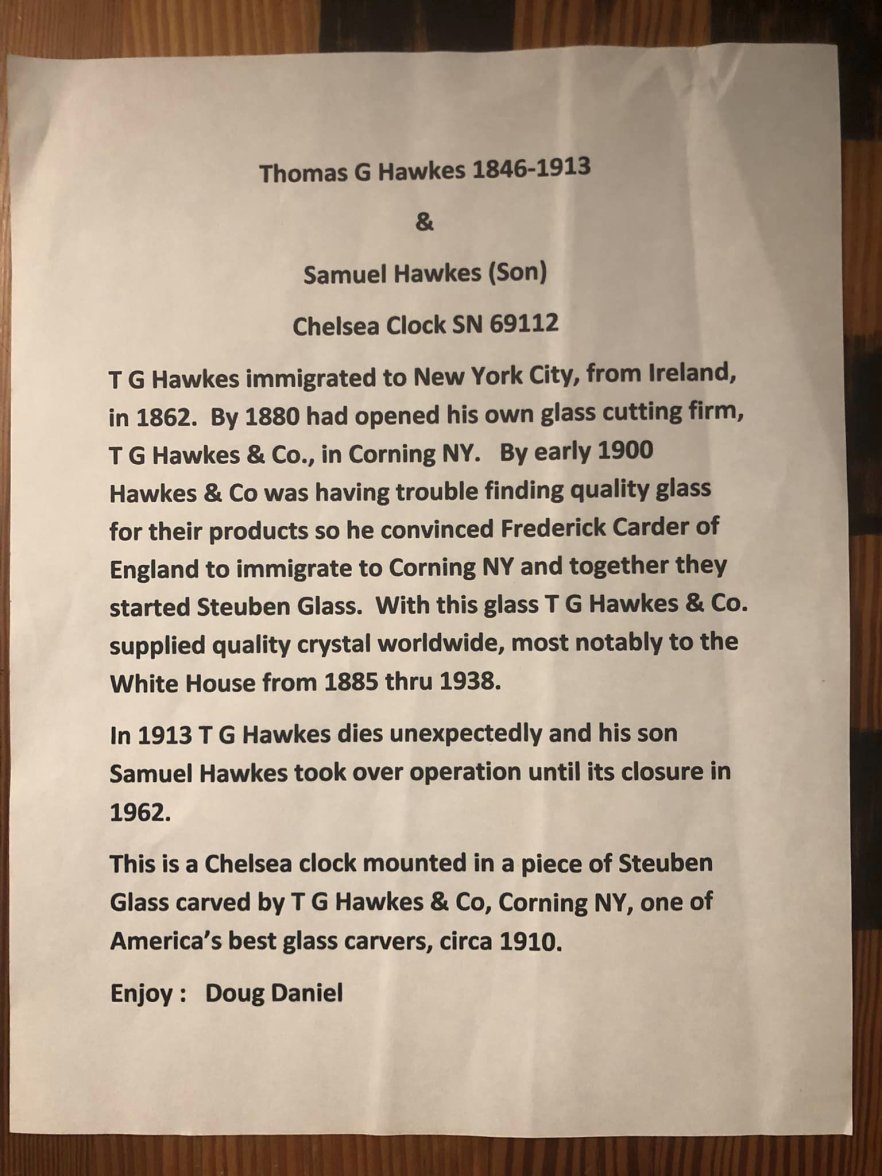 Thomas G Hawkes 1846-1913
&
Samuel Hawkes (Son)
Chelsea Clock SN 69112
T G Hawkes immigrated to New York City, from Ireland,
in 1862.  By 1880 had opened his own glass cutting firm,
T G Hawkes & Co., in Corning NY.   By early 1900
Hawkes & Co was having trouble finding quality glass
for their products so he convinced Frederick Carder of
England to immigrate to Corning NY and together they
started Steuben Glass.  With this glass T G Hawkes & Co.
supplied quality crystal worldwide, most notably to the
White House from 1885 thru 1938.
In 1913 T G Hawkes dies unexpectedly and his son
Samuel Hawkes took over operation until its closure in
1962.
This is a Chelsea clock mounted in a piece of Steuben
Glass carved by T G Hawkes & Co, Corning NY, one of
America’s best glass carvers, circa 1910.
Enjoy :   Doug Daniel